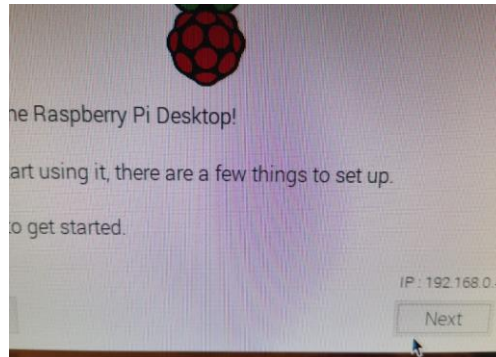 he Raspberry Pi Desktop!
art using it, there are a few things to set up.
to get started.
IP : 192.168.0.
Next